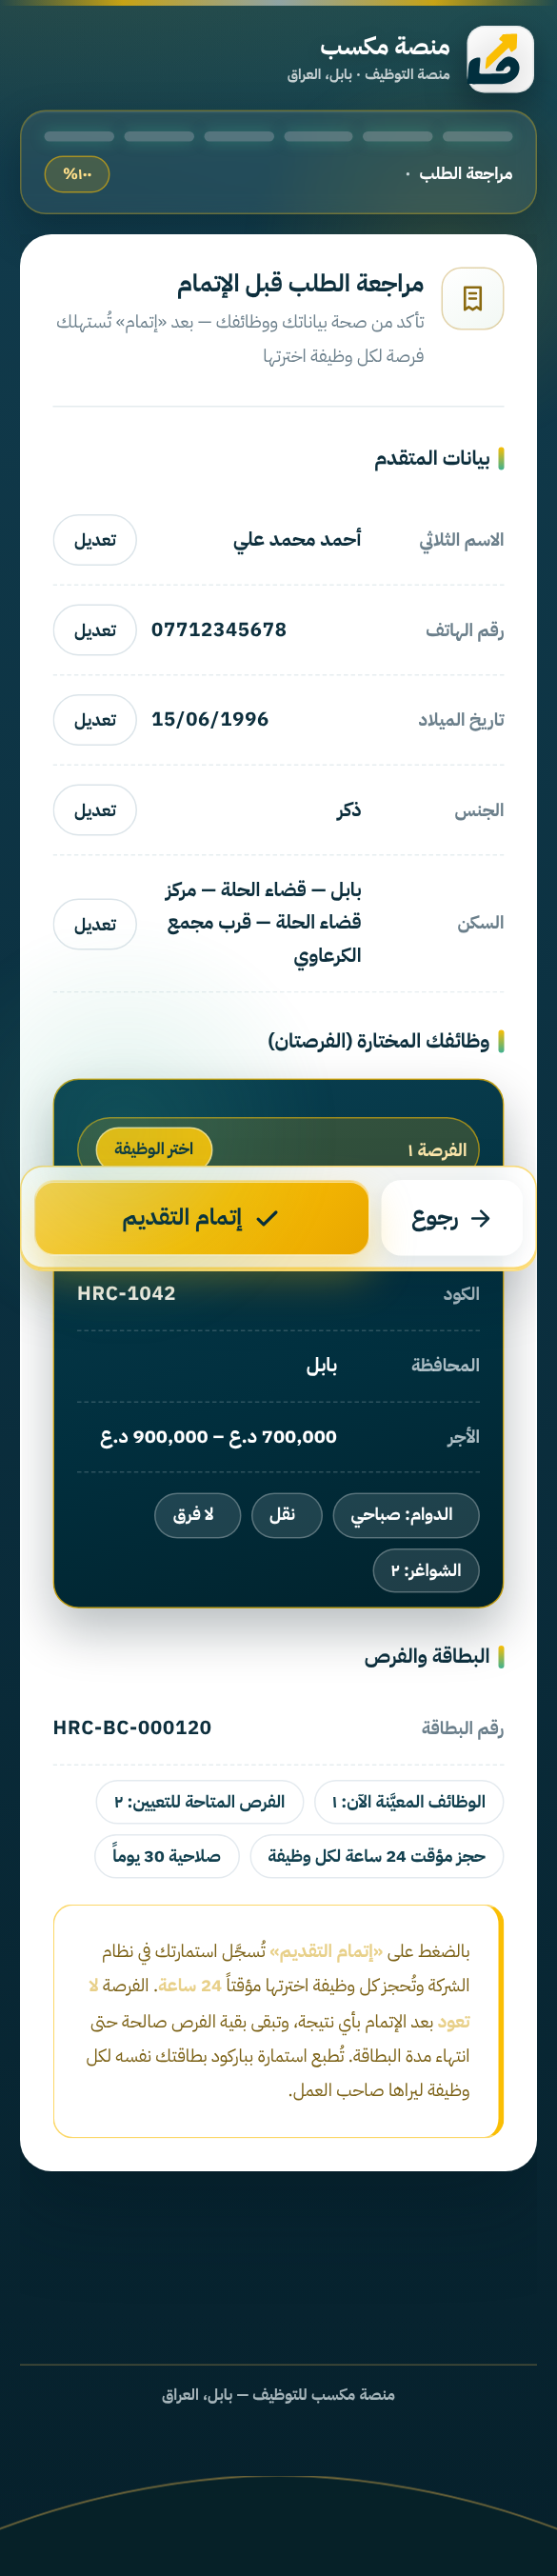 منصة مكسب
منصة التوظيف · بابل، العراق
مراجعة الطلب ·
١٠٠%
مراجعة الطلب قبل الإتمام
تأكد من صحة بياناتك ووظائفك — بعد «إتمام» تُستهلك
فرصة لكل وظيفة اخترتها
بيانات المتقدم
الاسم الثلاثي
أحمد محمد علي
تعديل
رقم الهاتف
07712345678
تعديل
تاريخ الميلاد
15/06/1996
تعديل
الجنس
ذكر
تعديل
السكن
بابل — قضاء الحلة — مركز
قضاء الحلة — قرب مجمع
الكرعاوي
تعديل
وظائفك المختارة (الفرصتان)
الفرصة ١
اختر الوظيفة
رجوع
إتمام التقديم
الكود
HRC-1042
المحافظة
بابل
الأجر
700,000 د.ع – 900,000 د.ع
الدوام: صباحي
نقل
لا فرق
الشواغر: ٢
البطاقة والفرص
رقم البطاقة
HRC-BC-000120
الوظائف المعيَّنة الآن: ١
الفرص المتاحة للتعيين: ٢
حجز مؤقت 24 ساعة لكل وظيفة
صلاحية 30 يوماً
بالضغط على «إتمام التقديم» تُسجَّل استمارتك في نظام
الشركة وتُحجز كل وظيفة اخترتها مؤقتاً 24 ساعة. الفرصة لا
تعود بعد الإتمام بأي نتيجة، وتبقى بقية الفرص صالحة حتى
انتهاء مدة البطاقة. تُطبع استمارة بباركود بطاقتك نفسه لكل
وظيفة ليراها صاحب العمل.
منصة مكسب للتوظيف — بابل، العراق